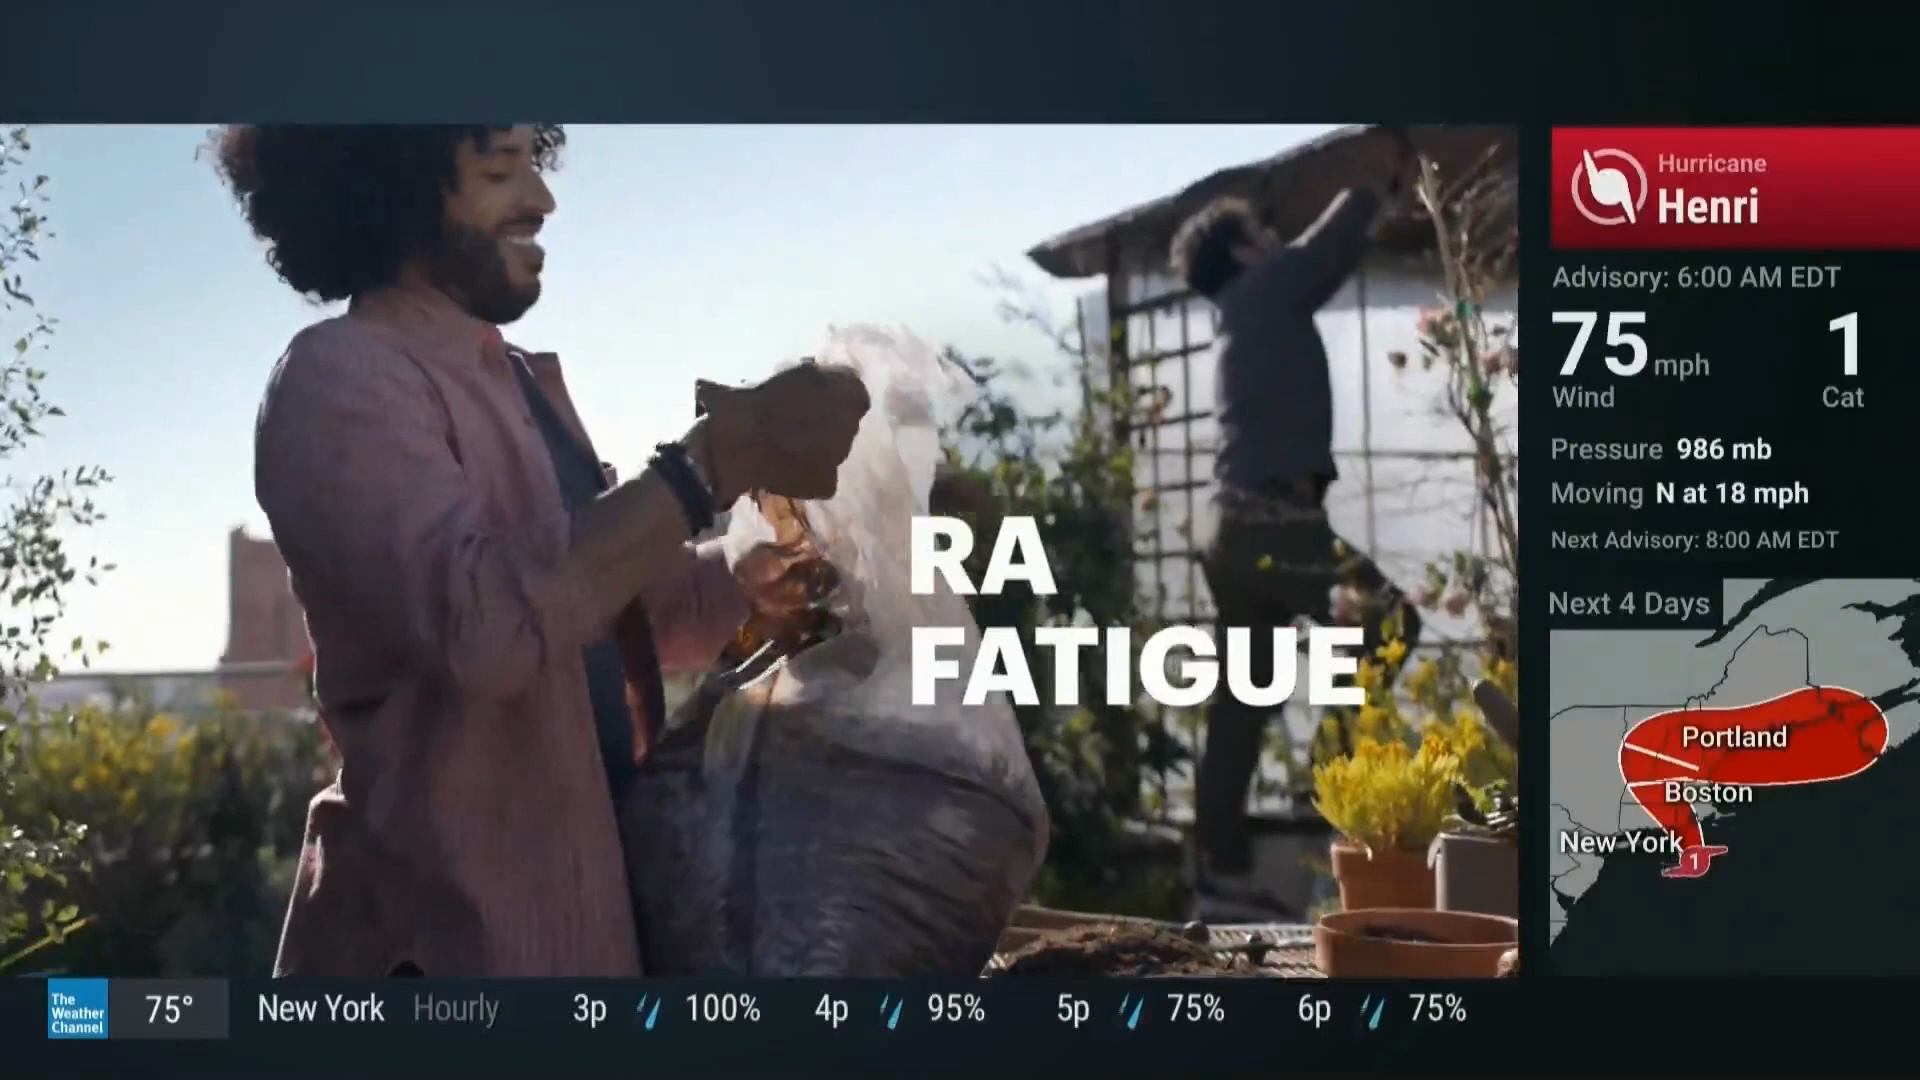 RA
FATIGUE
Hurricane
Henri
Advisory: 6:00 AM EDT
75 mph 1
Wind Cat
Pressure 986 mb
Moving N at 18 mph
Next Advisory: 8:00 AM EDT
Next 4 Days
Portland
Boston
New York
1
The
Weather
Channel
75° New York Hourly 3p 100% 4p 95% 5p 75% 6p 75%